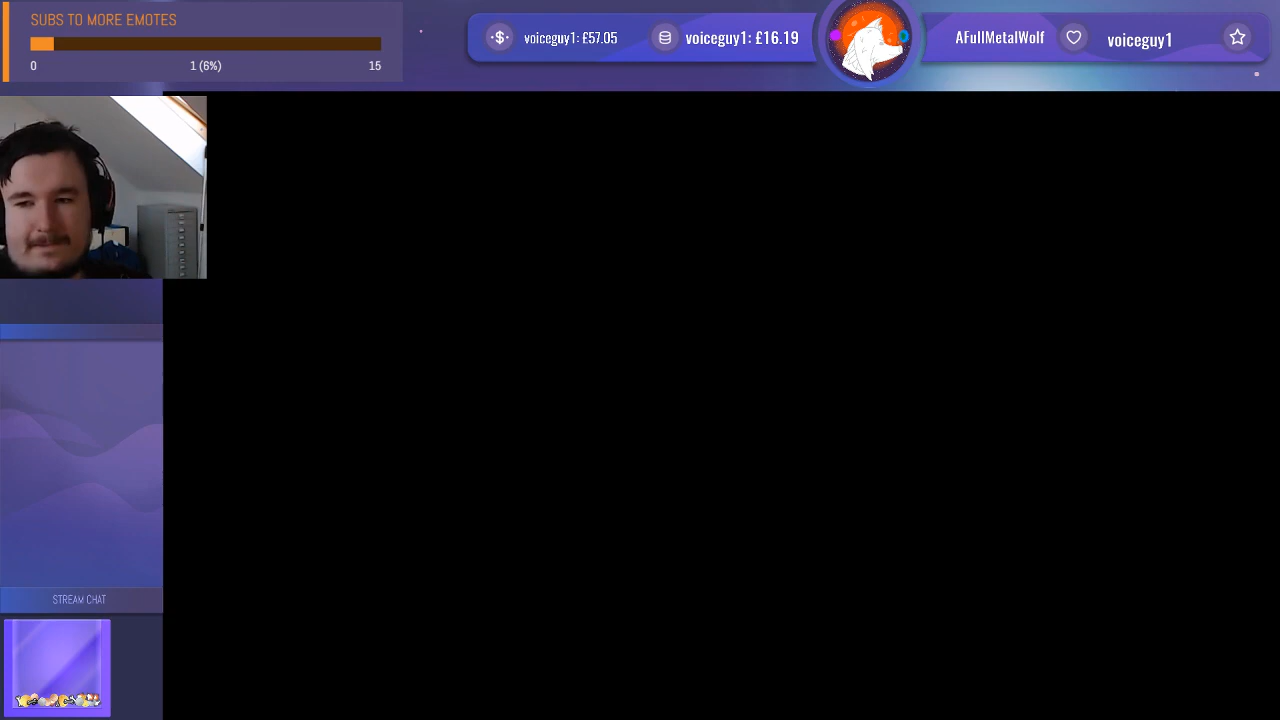 SUBS TO MORE EMOTES
0 1 (6%) 15
voiceguy1: £57.05
voiceguy1: £16.19
AFullMetalWolf
voiceguy1
STREAM CHAT